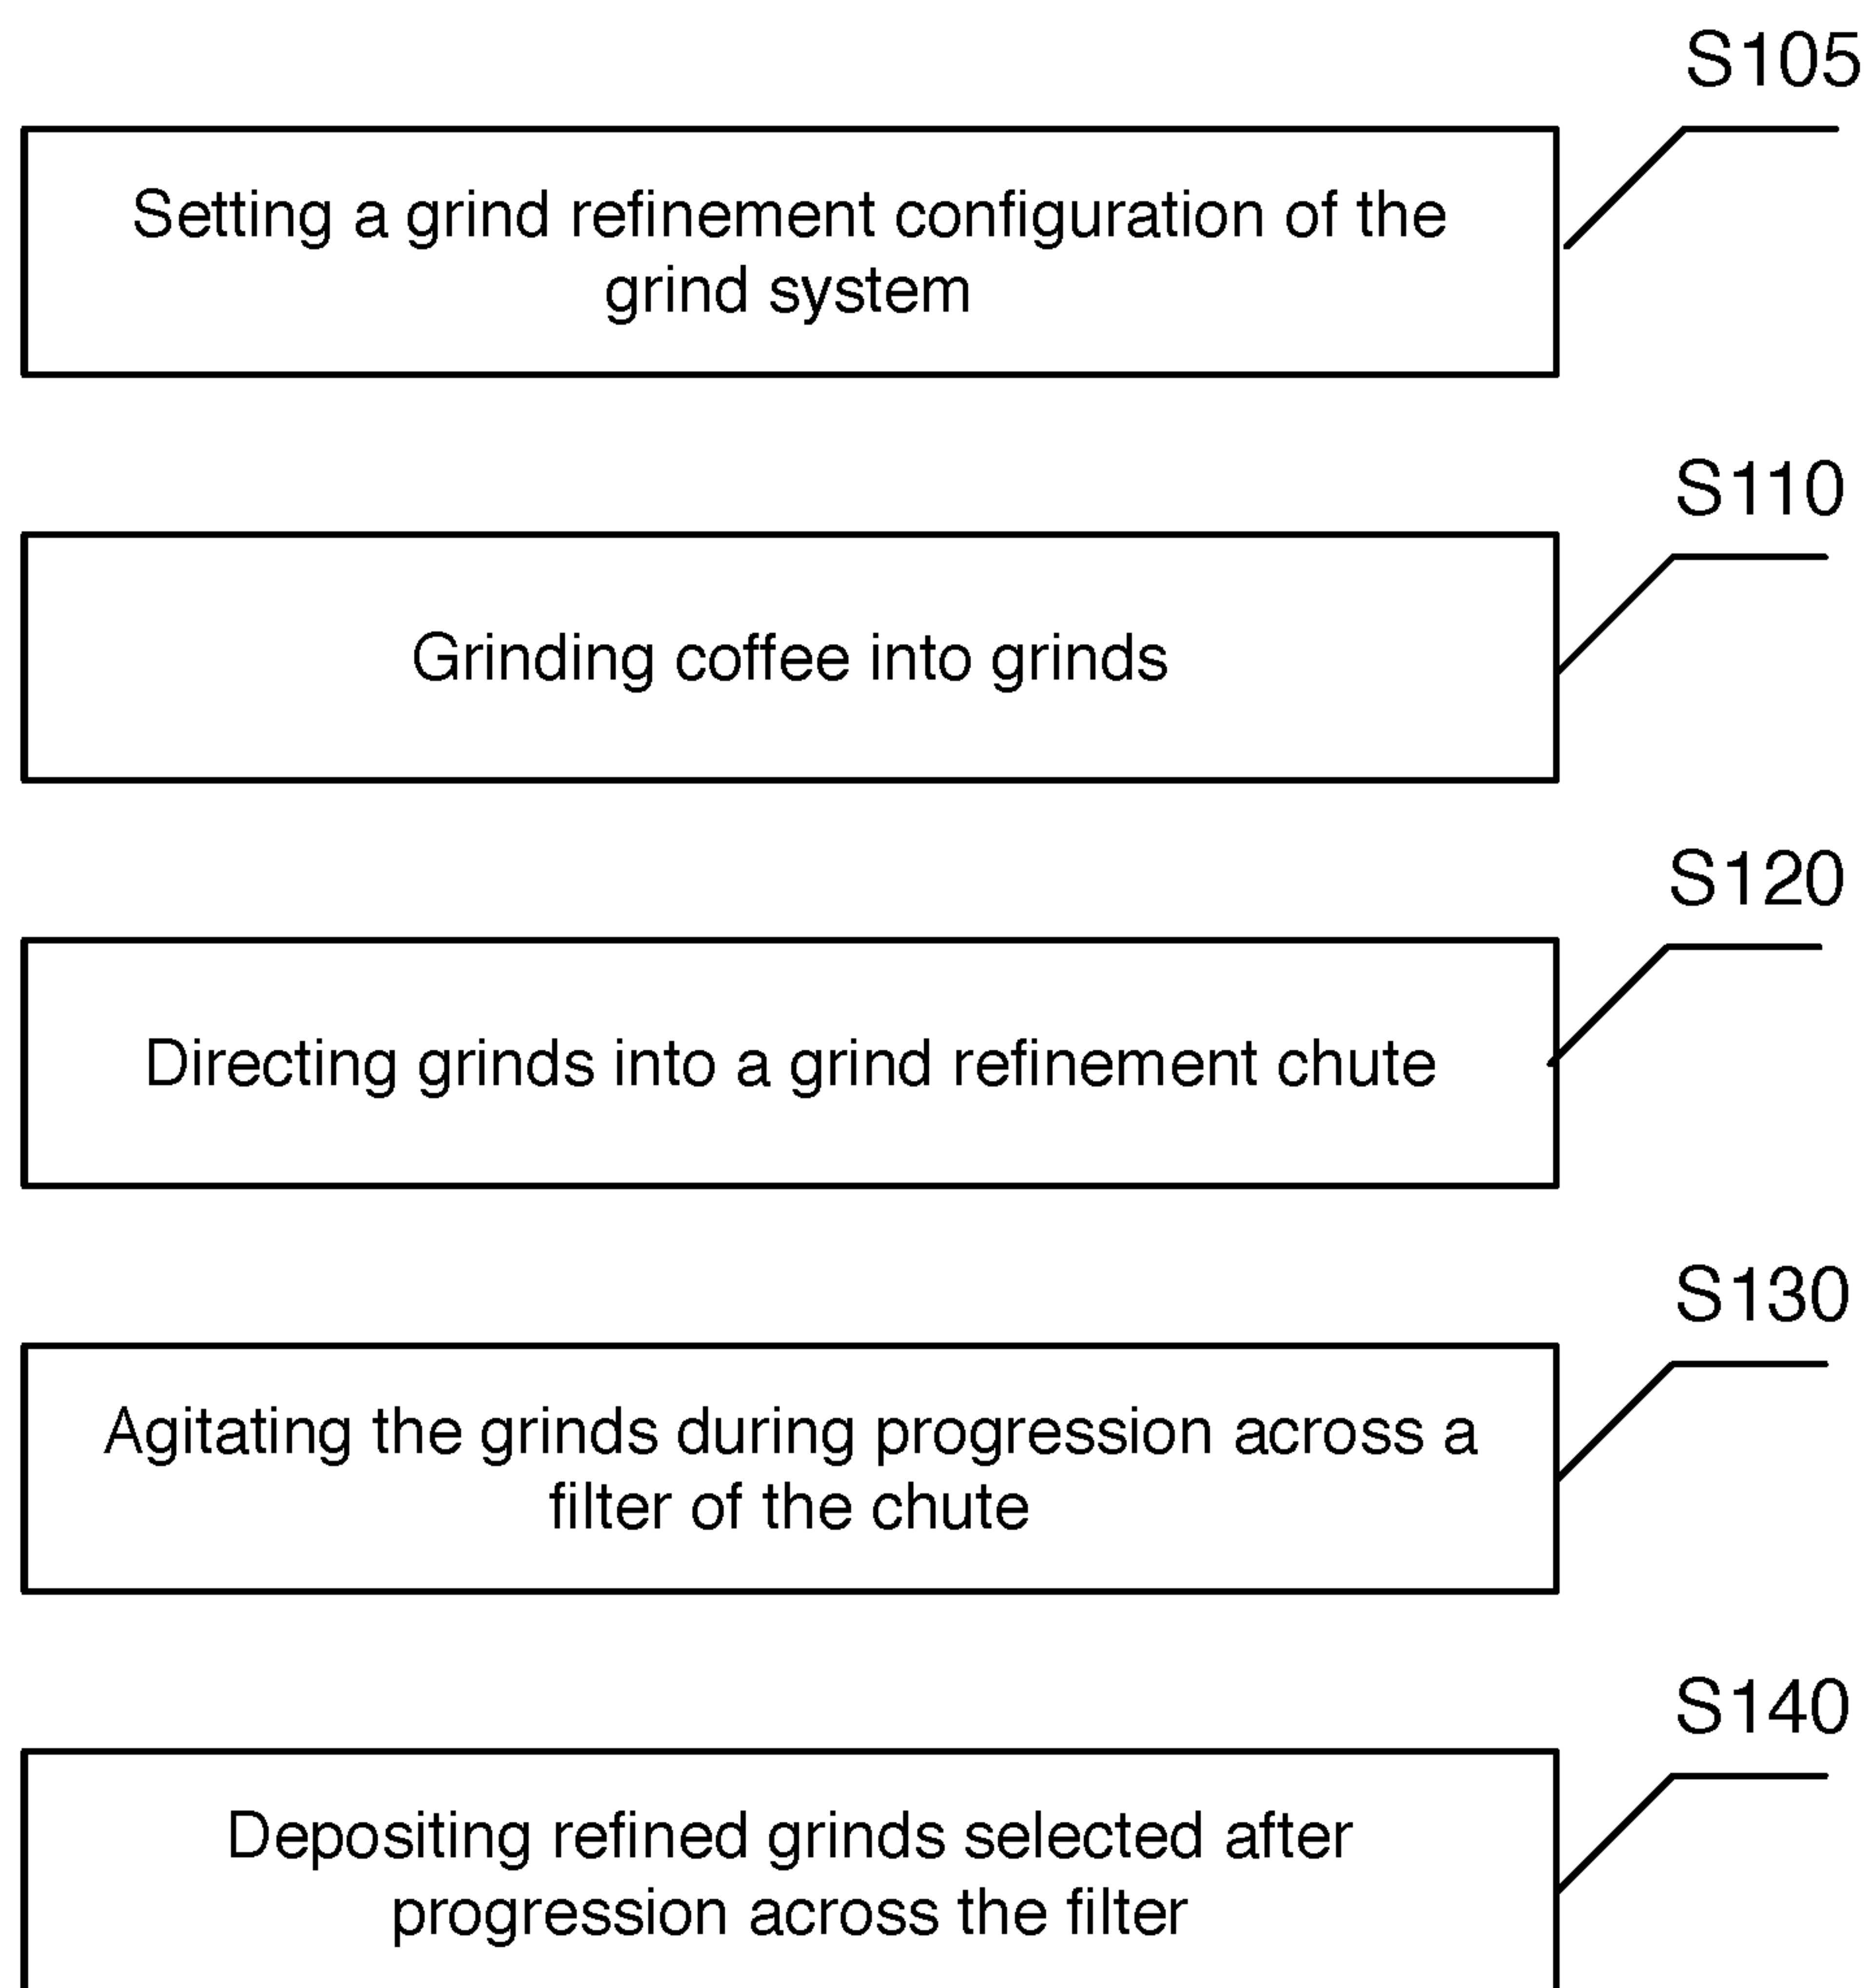 S105
Setting a grind refinement configuration of the
grind system
S110
Grinding coffee into grinds
S120
Directing grinds into a grind refinement chute
S130
Agitating the grinds during progression across a
filter of the chute
S140
Depositing refined grinds selected after
progression across the filter